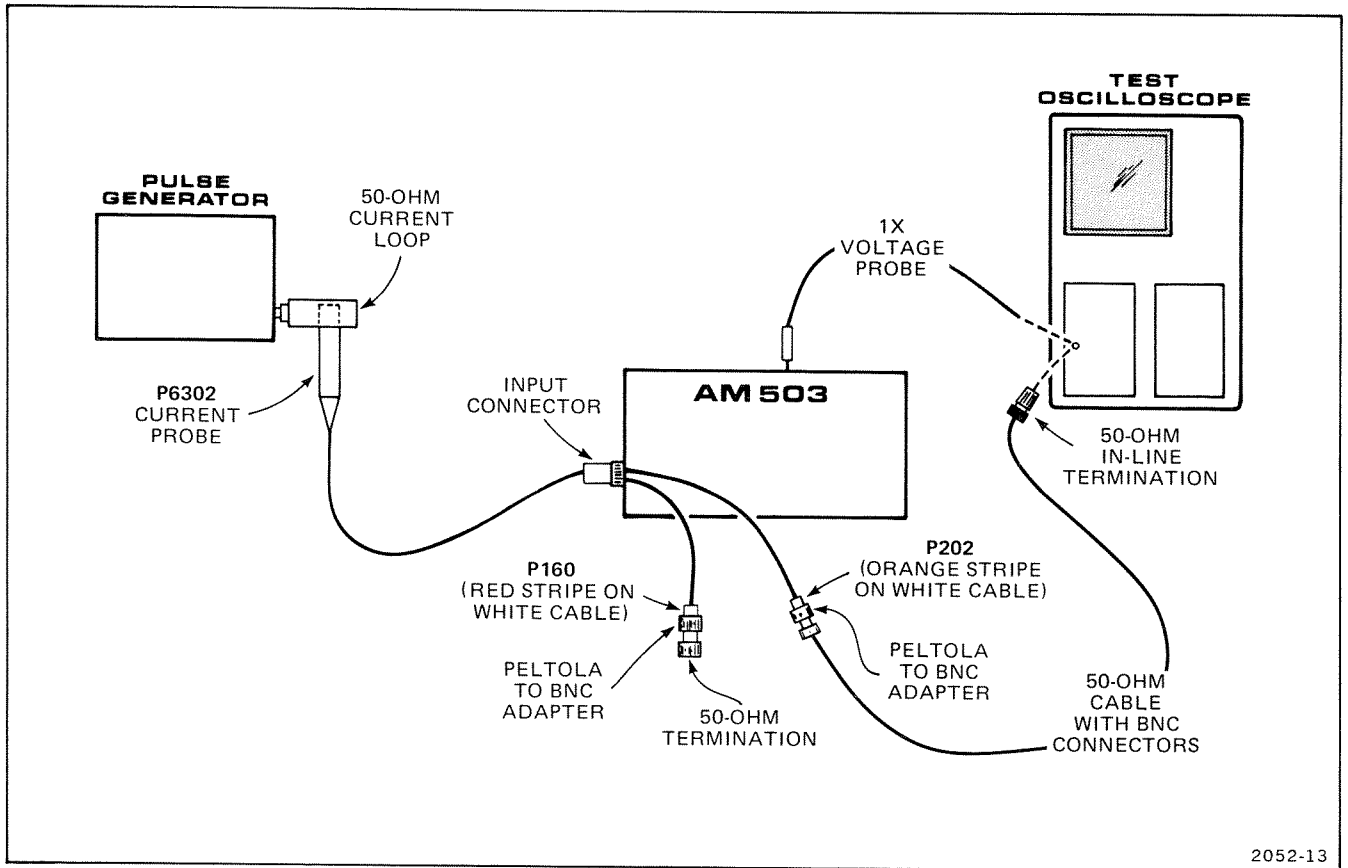 TEST
OSCILLOSCOPE
PULSE
GENERATOR
50-OHM
CURRENT
LOOP
1X
VOLTAGE
PROBE
P6302
CURRENT
PROBE
INPUT
CONNECTOR
AM 503
50-OHM
IN-LINE
TERMINATION
P160
(RED STRIPE ON
WHITE CABLE)
P202
(ORANGE STRIPE
ON WHITE CABLE)
PELTOLA
TO BNC
ADAPTER
50-OHM
TERMINATION
PELTOLA
TO BNC
ADAPTER
50-OHM
CABLE
WITH BNC
CONNECTORS
2052-13